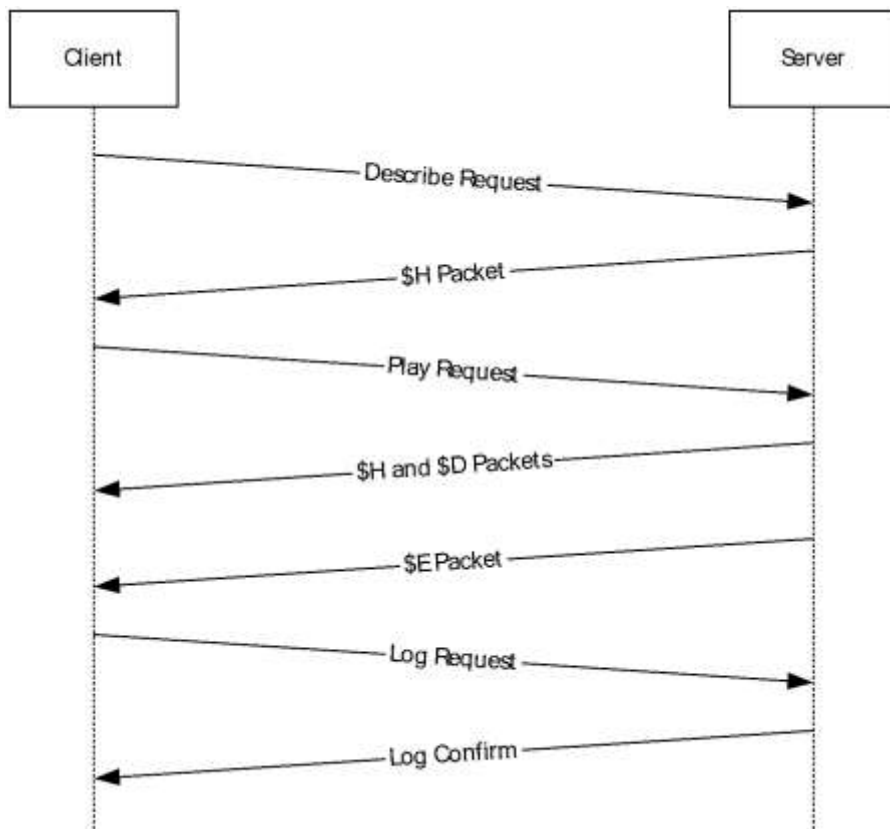 Client
Server
Describe Request
$H Packet
Play Request
$H and $D Packets
$E Packet
Log Request
Log Confirm